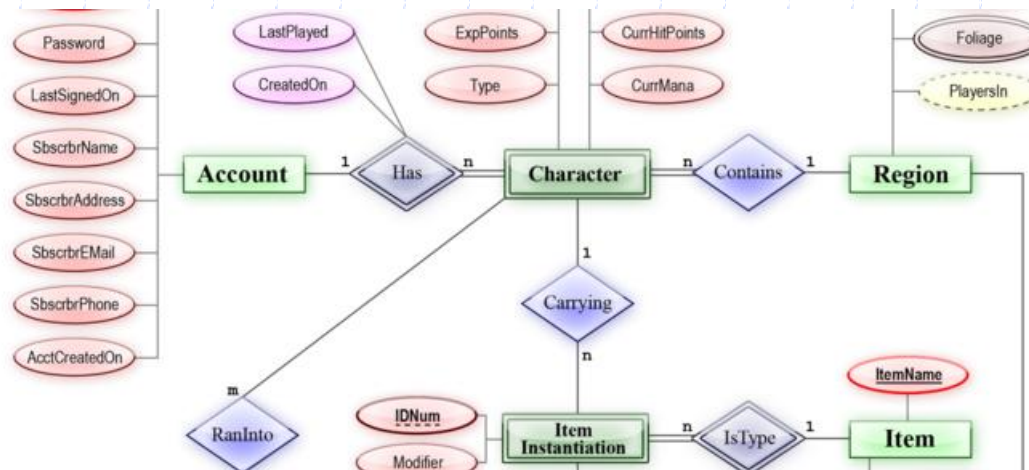 Password
LastSignedOn
SbscrbrName
SbscrbrAddress
SbscrbrEMail
SbscrbrPhone
AcctCreatedOn
LastPlayed
CreatedOn
ExpPoints
Type
CurrHitPoints
CurrMana
Foliage
PlayersIn
Account
1
Has
n
Character
n
Contains
1
Region
1
Carrying
n
m
RanInto
IDNum
Modifier
Item
Instantiation
n
IsType
1
Item
ItemName